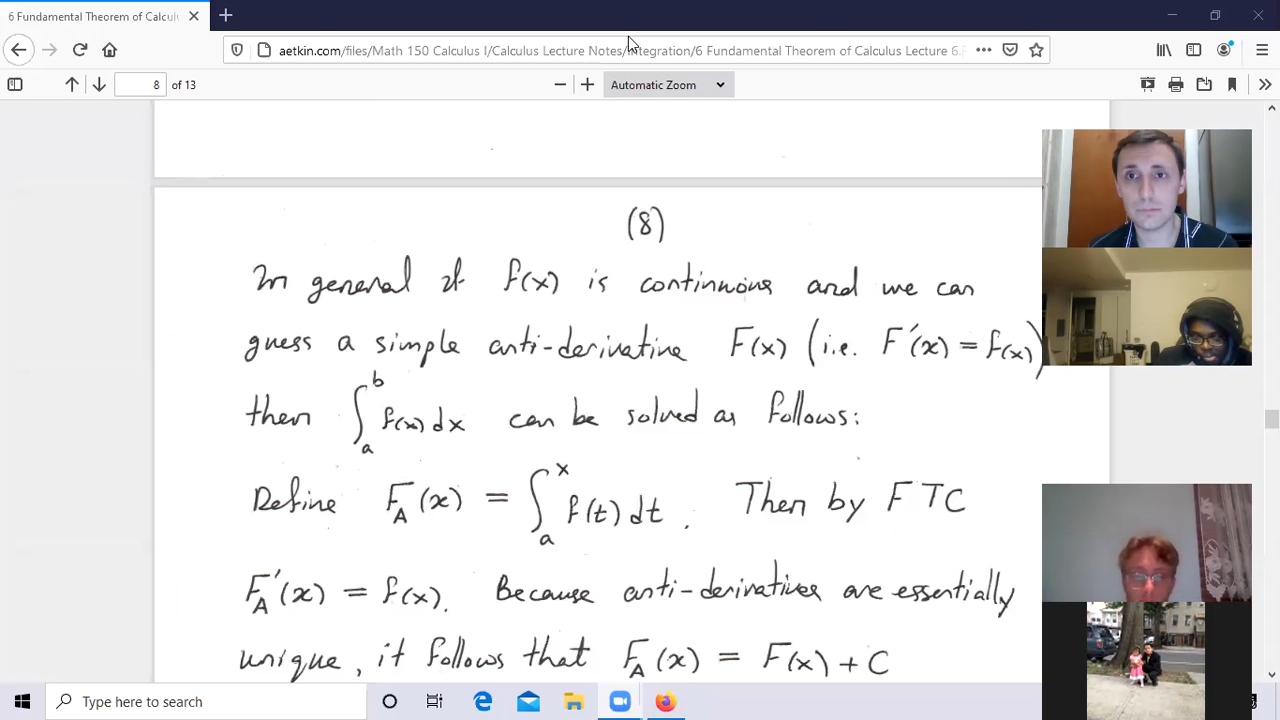 6 Fundamental Theorem of Calcul
aetkin.com/files/Math 150 Calculus I/Calculus Lecture Notes/Integration/6 Fundamental Theorem of Calculus Lecture 6.
8 of 13
Automatic Zoom
(8)
In general if f(x) is continuous and we can
guess a simple anti-derivative F(x) (i.e. F'(x) = f(x))
then ∫_a^b f(x) dx can be solved as follows:
Define F_A(x) = ∫_a^x f(t) dt. Then by FTC
F_A'(x) = f(x). Because anti-derivatives are essentially
unique, it follows that F_A(x) = F(x) + C
Type here to search